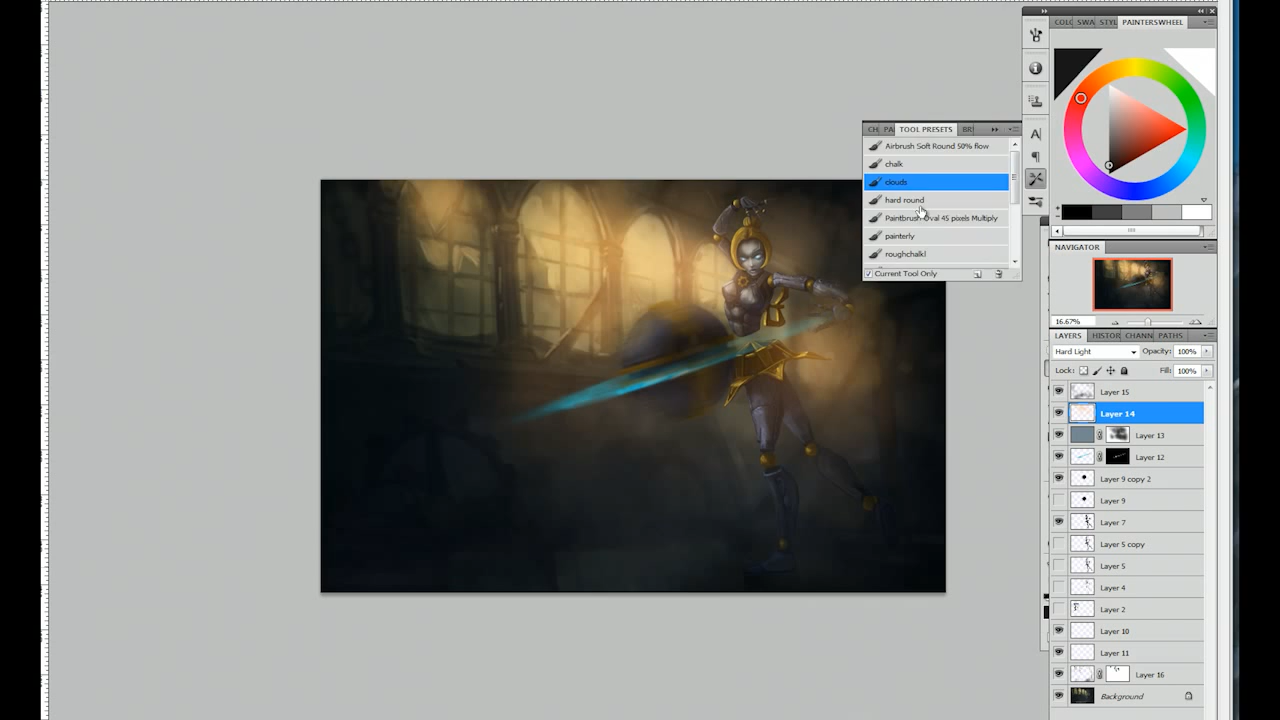 COL SWA STYL PAINTERSWHEEL
CH PA TOOL PRESETS BR
Airbrush Soft Round 50% flow
chalk
clouds
hard round
Paintbrush Oval 45 pixels Multiply
painterly
roughchalkl
Current Tool Only
NAVIGATOR
16.67%
LAYERS HISTOR CHANN PATHS
Hard Light Opacity: 100%
Lock: Fill: 100%
Layer 15
Layer 14
Layer 13
Layer 12
Layer 9 copy 2
Layer 9
Layer 7
Layer 5 copy
Layer 5
Layer 4
Layer 2
Layer 10
Layer 11
Layer 16
Background